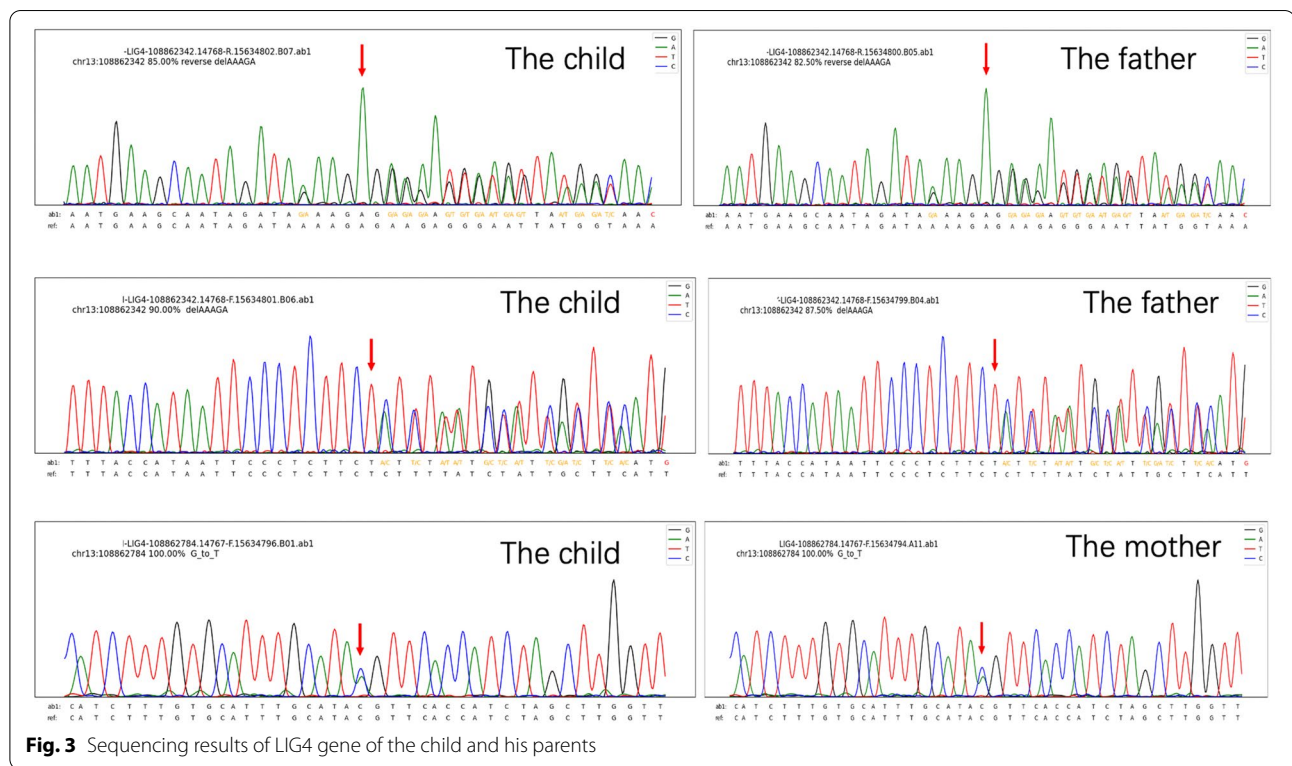 -LIG4-108862342.14768-R.15634802.B07.ab1
chr13:108862342 85.00% reverse delAAAGA
The child
G
A
T
C
-LIG4-108862342.14768-R.15634800.B05.ab1
chr13:108862342 82.50% reverse delAAAGA
The father
G
A
T
C
ref: A A T G A A G C A A T A G A T A A A A G A G A A G A G G G A A T T A T G G T A A A
ref: A A T G A A G C A A T A G A T A A A A G A G A A G A G G G A A T T A T G G T A A A
I-LIG4-108862342.14768-F.15634801.B06.ab1
chr13:108862342 90.00% delAAAGA
The child
G
A
T
C
-LIG4-108862342.14768-F.15634799.B04.ab1
chr13:108862342 87.50% delAAAGA
The father
G
A
T
C
ref: T T T A C C A T A A T T C C C T C T T C T C T T T T A T C T A T T G C T T C A T T
ref: T T T A C C A T A A T T C C C T C T T C T C T T T T A T C T A T T G C T T C A T T
I-LIG4-108862784.14767-F.15634796.B01.ab1
chr13:108862784 100.00% G_to_T
The child
G
A
T
C
LIG4-108862784.14767-F.15634794.A11.ab1
chr13:108862784 100.00% G_to_T
The mother
G
A
T
C
ab1: C A T C T T T G T G C A T T T G C A T A C G T T C A C C A T C T A G C T T G G T T
ref: C A T C T T T G T G C A T T T G C A T A C G T T C A C C A T C T A G C T T G G T T
ab1: C A T C T T T G T G C A T T T G C A T A C G T T C A C C A T C T A G C T T G G T T
ref: C A T C T T T G T G C A T T T G C A T A C G T T C A C C A T C T A G C T T G G T T
Fig. 3 Sequencing results of LIG4 gene of the child and his parents